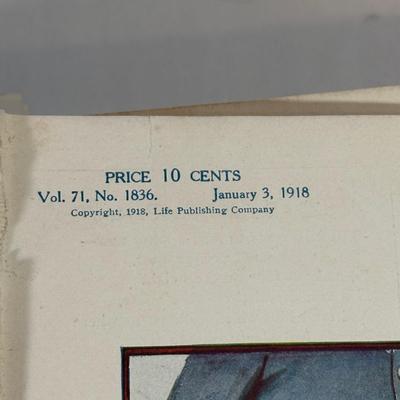 PRICE 10 CENTS
Vol. 71, No. 1836. January 3, 1918
Copyright, 1918, Life Publishing Company